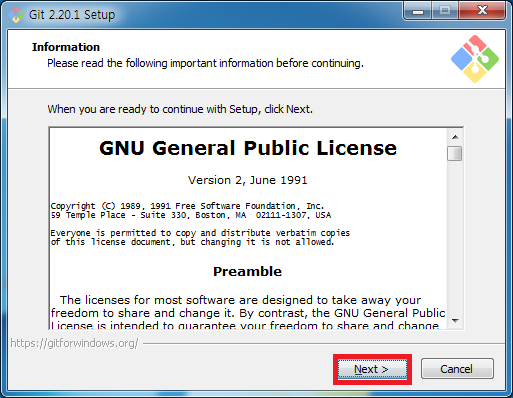 Git 2.20.1 Setup
Information
Please read the following important information before continuing.
When you are ready to continue with Setup, click Next.
GNU General Public License
Version 2, June 1991
Copyright (C) 1989, 1991 Free Software Foundation, Inc.
59 Temple Place - Suite 330, Boston, MA  02111-1307, USA
Everyone is permitted to copy and distribute verbatim copies
of this license document, but changing it is not allowed.
Preamble
The licenses for most software are designed to take away your
freedom to share and change it. By contrast, the GNU General Public
License is intended to guarantee your freedom to share and change
https://gitforwindows.org/
Next >
Cancel